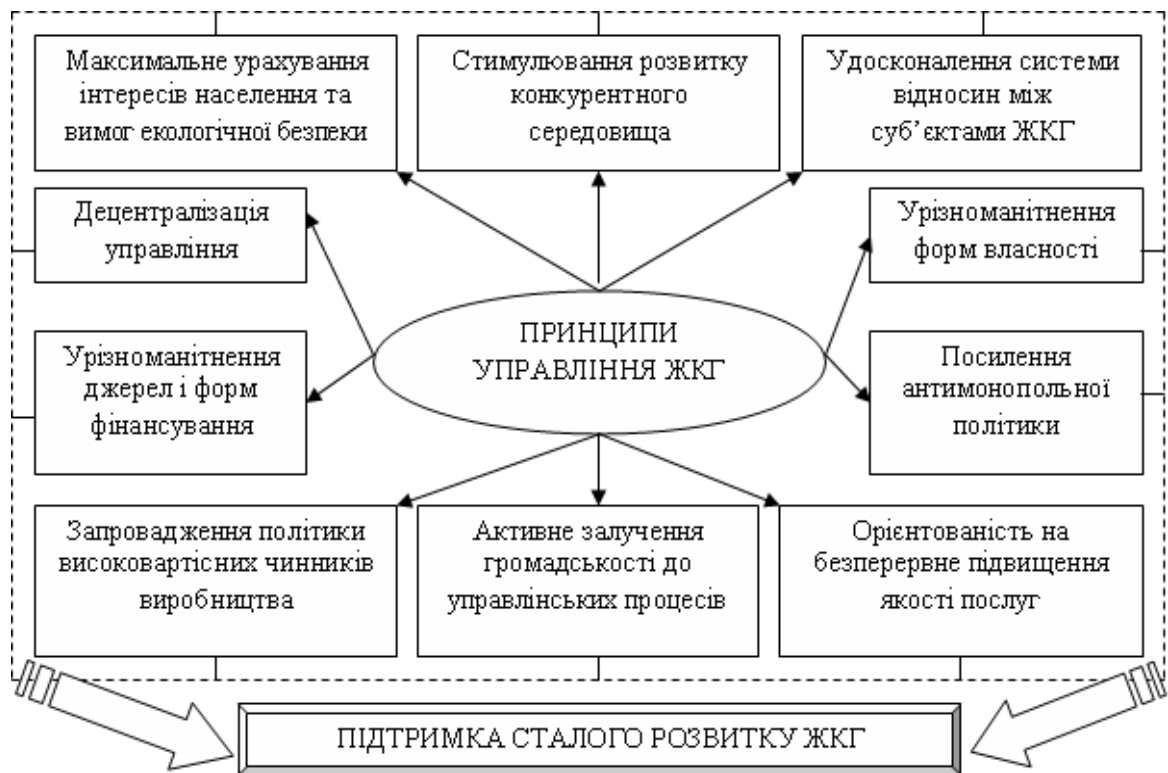 Максимальне урахування
інтересів населення та
вимог екологічної безпеки
Стимулювання розвитку
конкурентного
середовища
Удосконалення системи
відносин між
суб’єктами ЖКГ
Децентралізація
управління
Урізноманітнення
форм власності
ПРИНЦИПИ
УПРАВЛІННЯ ЖКГ
Урізноманітнення
джерел і форм
фінансування
Посилення
антимонопольної
політики
Запровадження політики
високовартісних чинників
виробництва
Активне залучення
громадськості до
управлінських процесів
Орієнтованість на
безперервне підвищення
якості послуг
ПІДТРИМКА СТАЛОГО РОЗВИТКУ ЖКГ